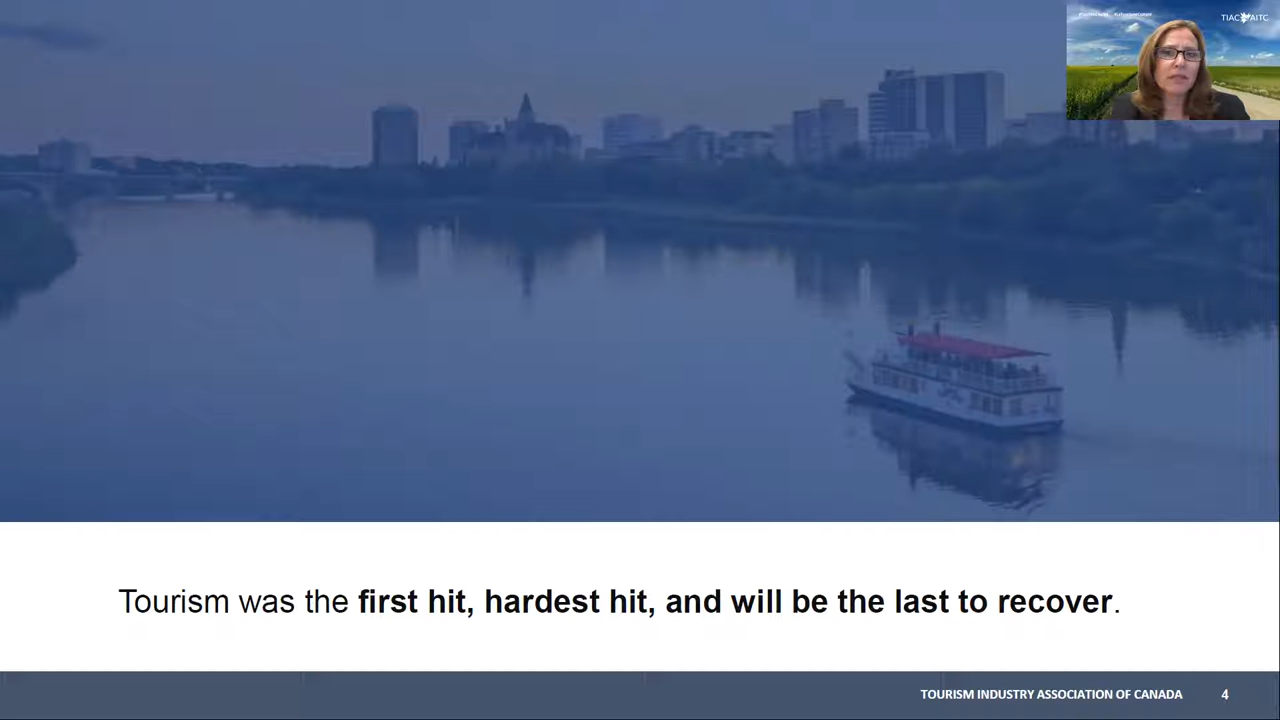 TIAC AITC
Tourism was the first hit, hardest hit, and will be the last to recover.
TOURISM INDUSTRY ASSOCIATION OF CANADA 4